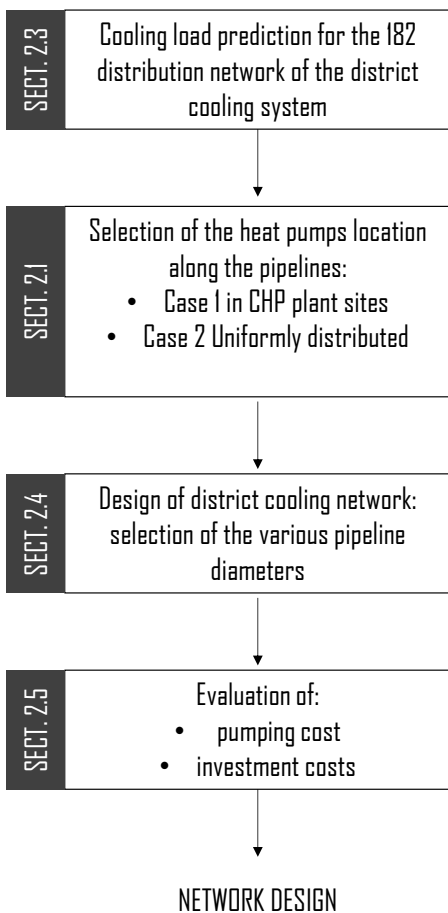 SECT. 2.3
Cooling load prediction for the 182
distribution network of the district
cooling system
SECT. 2.1
Selection of the heat pumps location
along the pipelines:
• Case 1 in CHP plant sites
• Case 2 Uniformly distributed
SECT. 2.4
Design of district cooling network:
selection of the various pipeline
diameters
SECT. 2.5
Evaluation of:
• pumping cost
• investment costs
NETWORK DESIGN